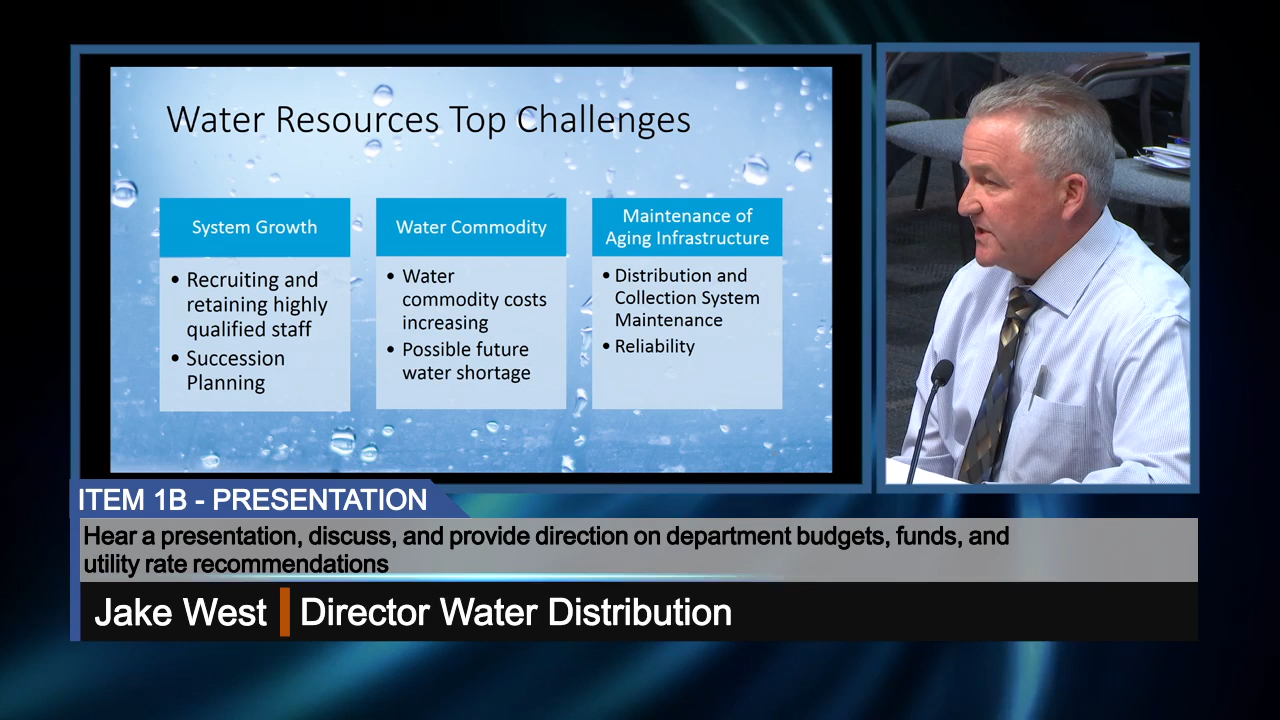 Water Resources Top Challenges
System Growth
• Recruiting and
retaining highly
qualified staff
• Succession
Planning
Water Commodity
• Water
commodity costs
increasing
• Possible future
water shortage
Maintenance of
Aging Infrastructure
• Distribution and
Collection System
Maintenance
• Reliability
ITEM 1B - PRESENTATION
Hear a presentation, discuss, and provide direction on department budgets, funds, and
utility rate recommendations
Jake West
Director Water Distribution